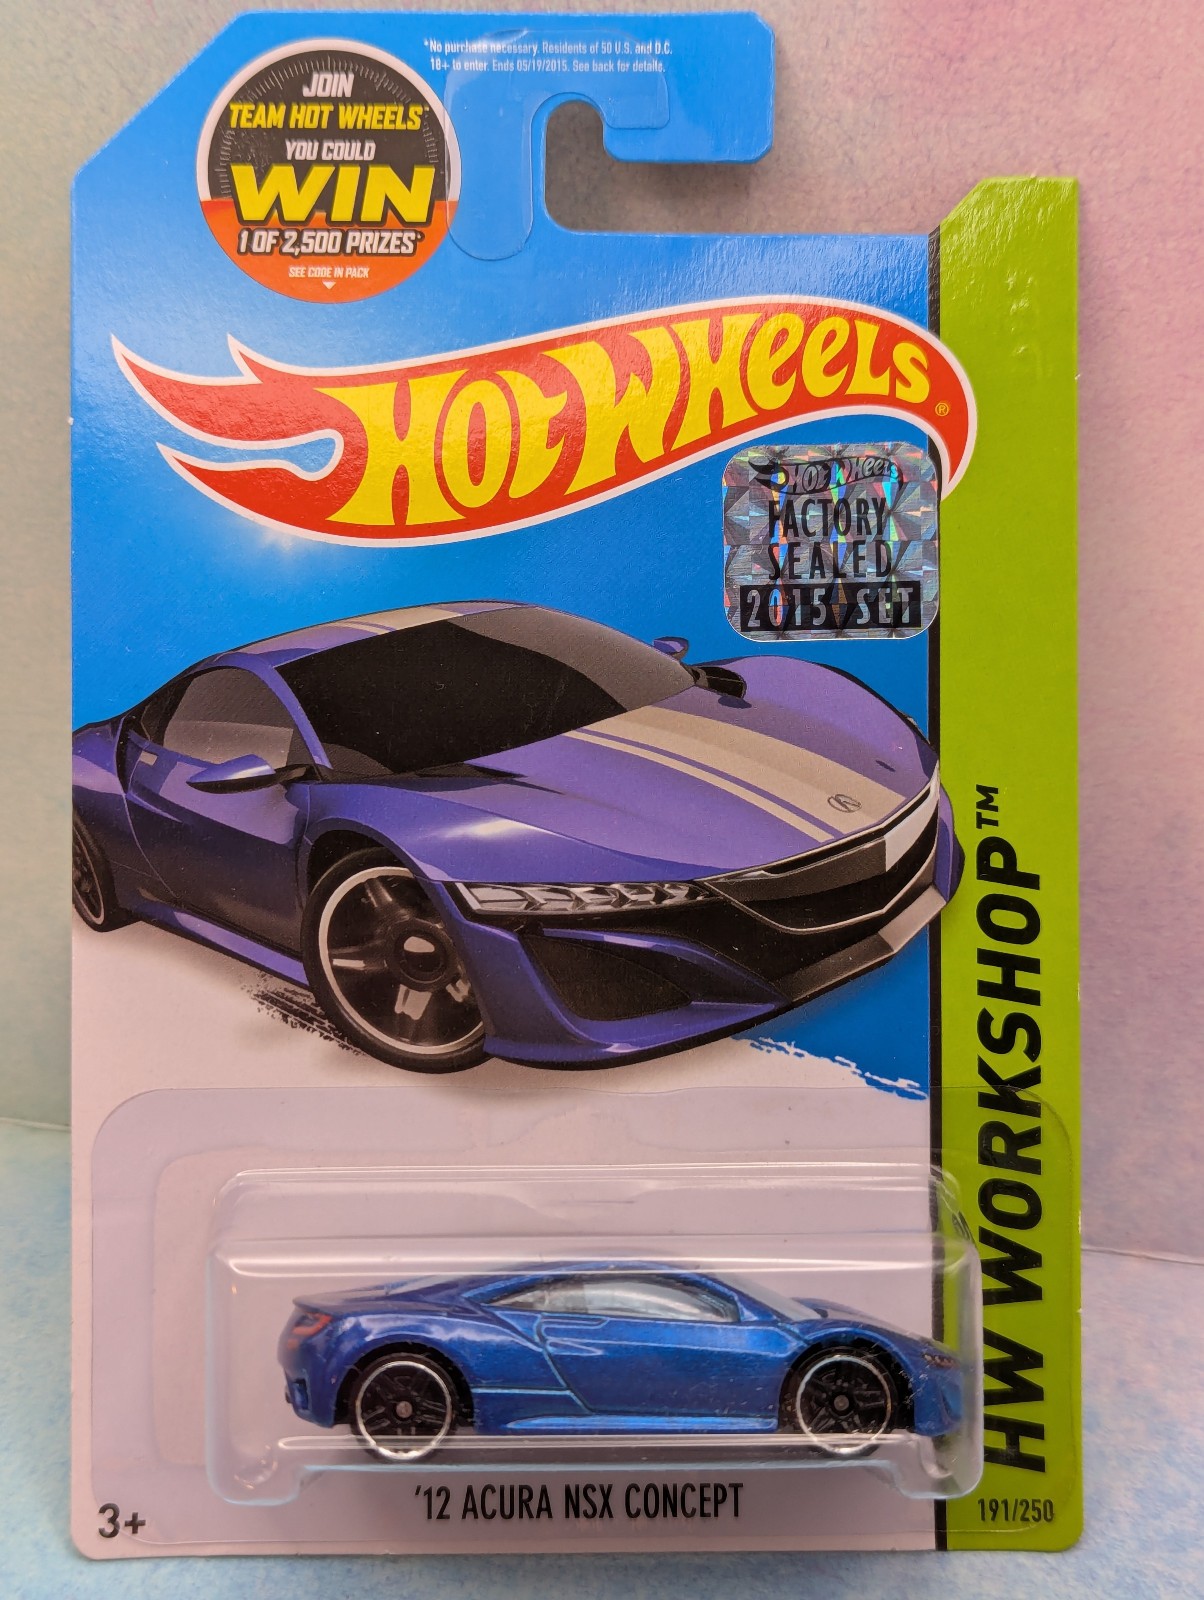 *No purchase necessary. Residents of 50 U.S. and D.C.
18+ to enter. Ends 05/19/2015. See back for details.
JOIN
TEAM HOT WHEELS™
YOU COULD
WIN
1 OF 2,500 PRIZES*
SEE CODE IN PACK
HOT WHEELS®
HOT WHEELS
FACTORY
SEALED
2015 SET
HW WORKSHOP™
'12 ACURA NSX CONCEPT
3+
191/250